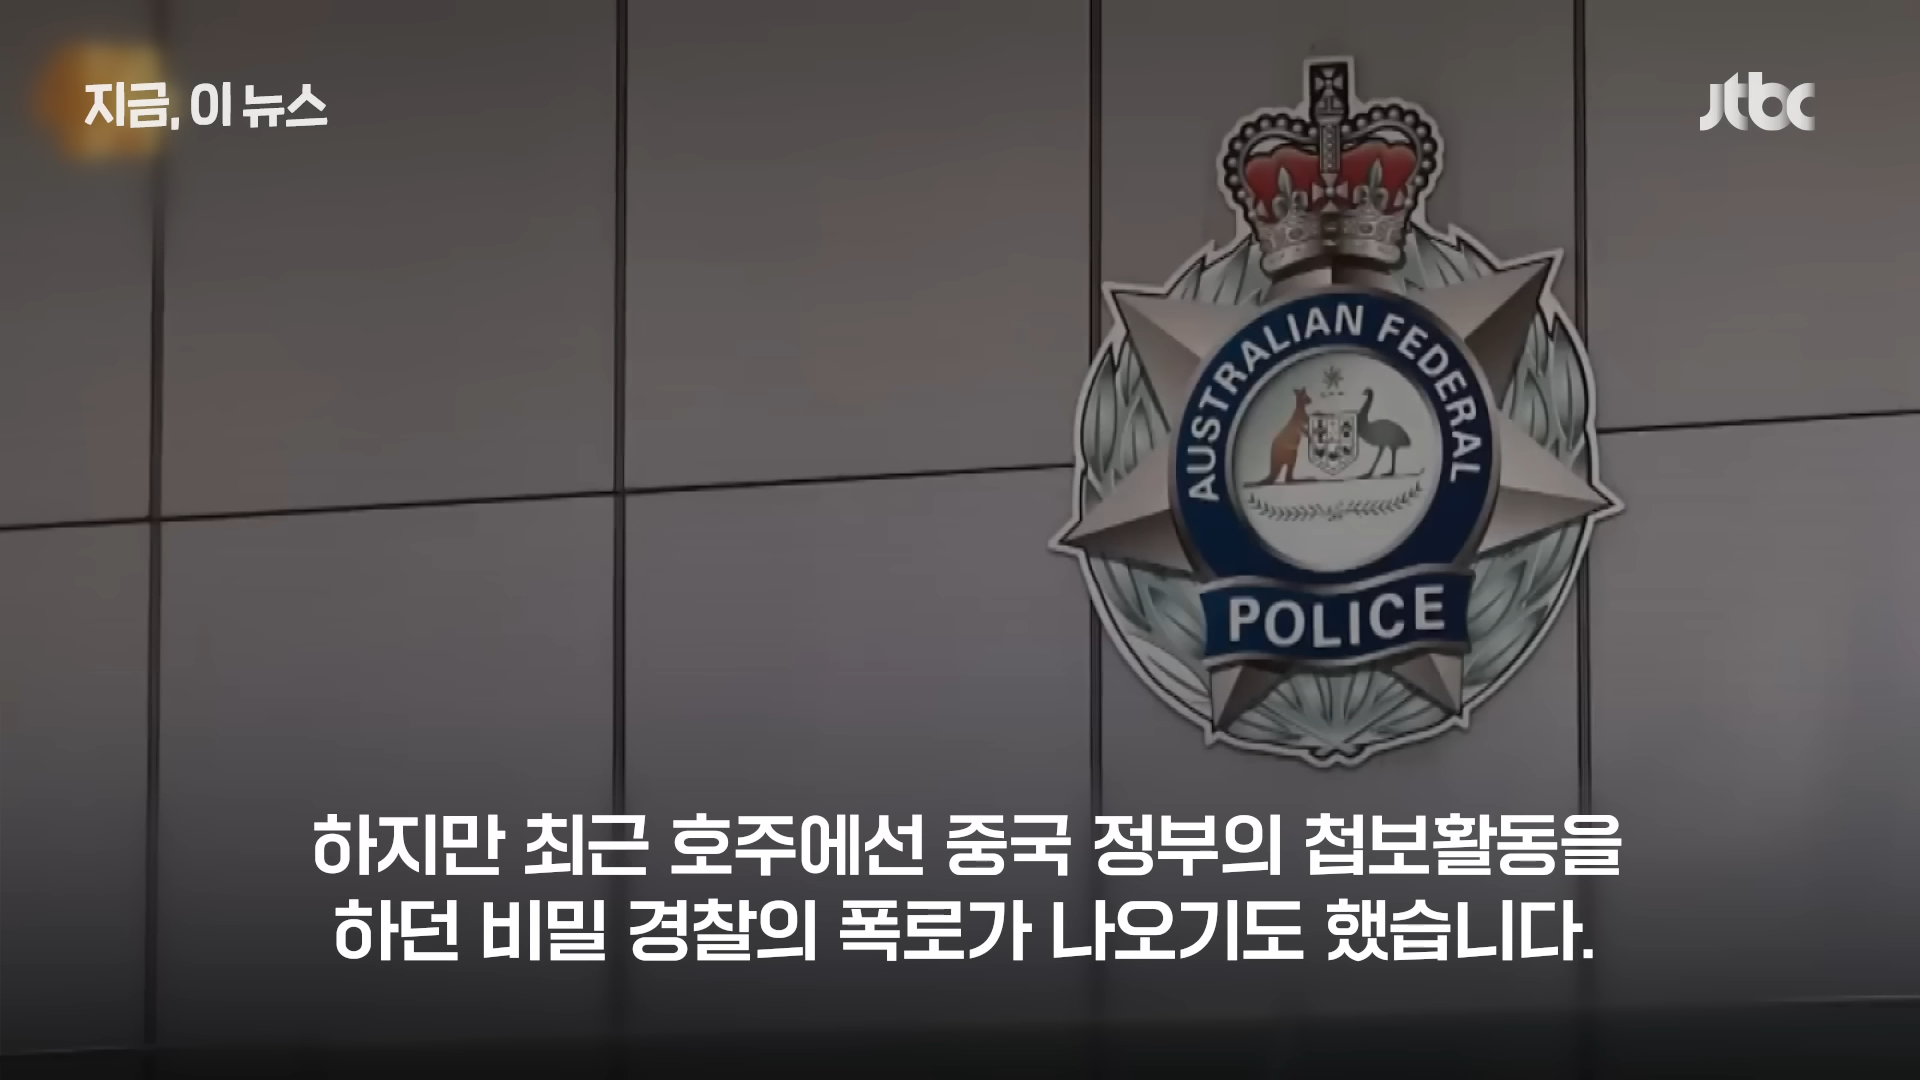 지금, 이 뉴스
jtbc
AUSTRALIAN FEDERAL
POLICE
하지만 최근 호주에선 중국 정부의 첩보활동을
하던 비밀 경찰의 폭로가 나오기도 했습니다.